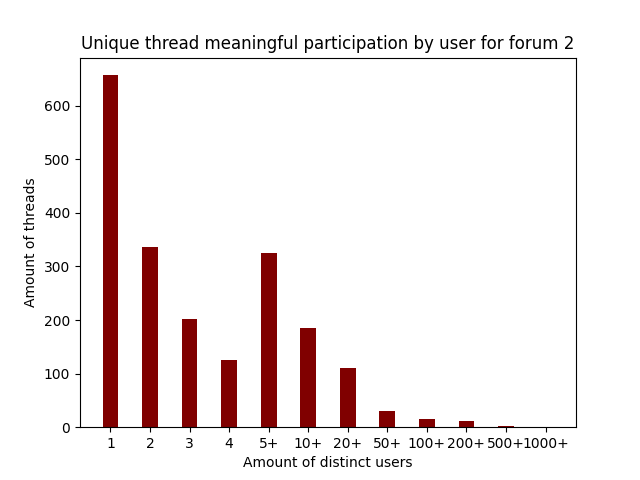 Unique thread meaningful participation by user for forum 2
Amount of threads
600
500
400
300
200
100
0
1 2 3 4 5+ 10+ 20+ 50+ 100+ 200+ 500+ 1000+
Amount of distinct users